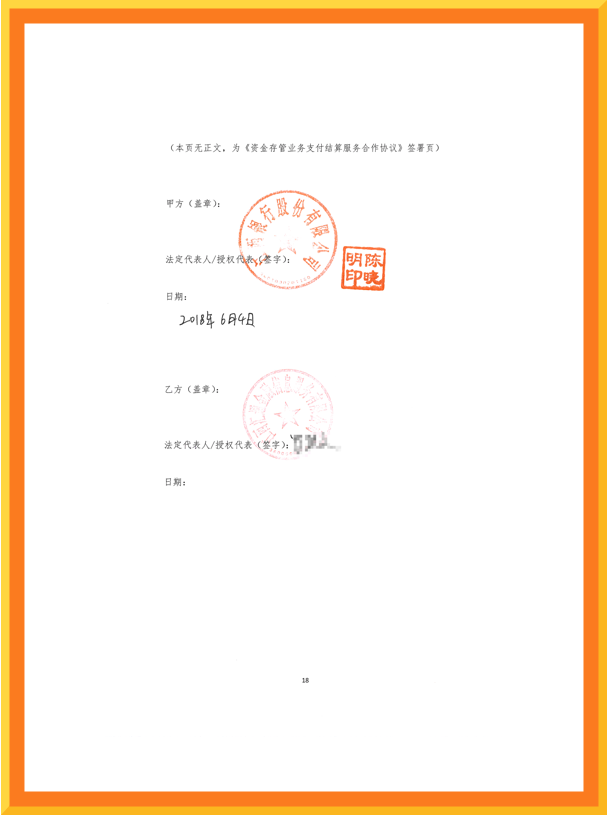 （本页无正文，为《资金存管业务支付结算服务合作协议》签署页）
甲方（盖章）：
银行股份有限公司
法定代表人/授权代表（签字）：
陈晓明印
日期：
2018年6月4日
乙方（盖章）：
法定代表人/授权代表（签字）：
日期：
18